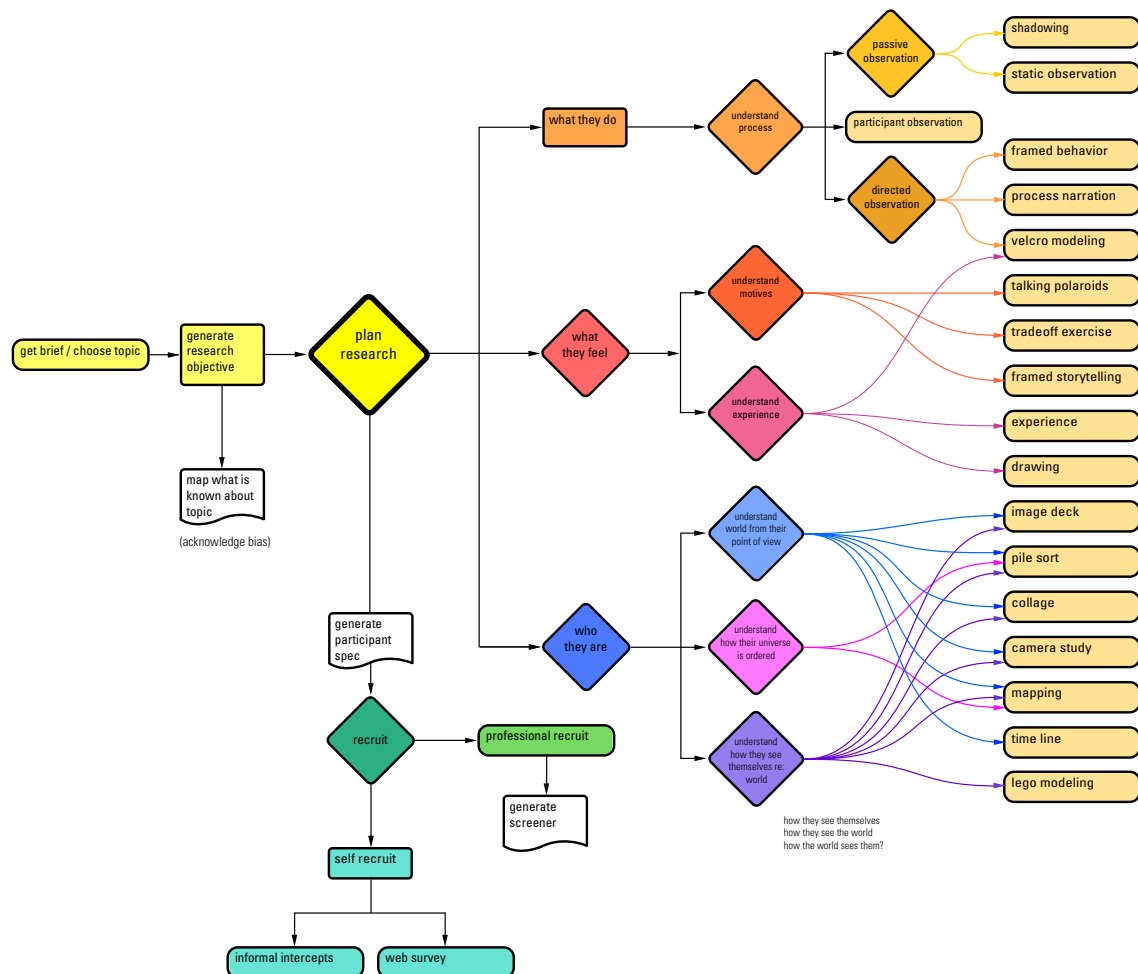 get brief / choose topic
generate
research
objective
map what is
known about
topic
(acknowledge bias)
plan
research
generate
participant
spec
recruit
professional recruit
generate
screener
self recruit
informal intercepts
web survey
what they do
understand
process
passive
observation
participant observation
directed
observation
shadowing
static observation
framed behavior
process narration
velcro modeling
what
they feel
understand
motives
understand
experience
talking polaroids
tradeoff exercise
framed storytelling
experience
drawing
who
they are
understand
world from their
point of view
understand
how their universe
is ordered
understand
how they see
themselves re:
world
image deck
pile sort
collage
camera study
mapping
time line
lego modeling
how they see themselves
how they see the world
how the world sees them?